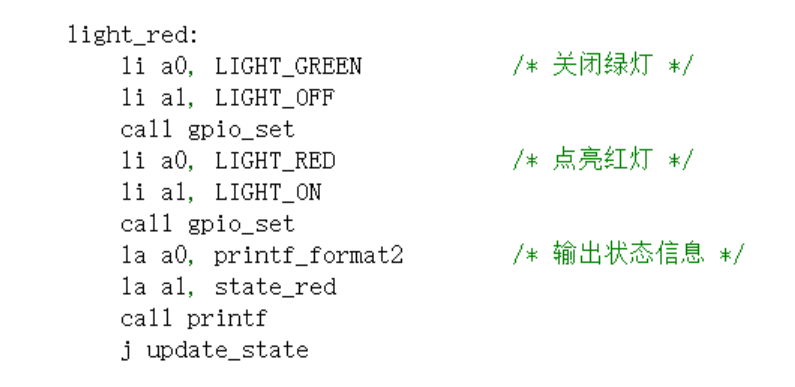 light_red:
    li a0, LIGHT_GREEN    /* 关闭绿灯 */
    li a1, LIGHT_OFF
    call gpio_set
    li a0, LIGHT_RED    /* 点亮红灯 */
    li a1, LIGHT_ON
    call gpio_set
    la a0, printf_format2    /* 输出状态信息 */
    la a1, state_red
    call printf
    j update_state